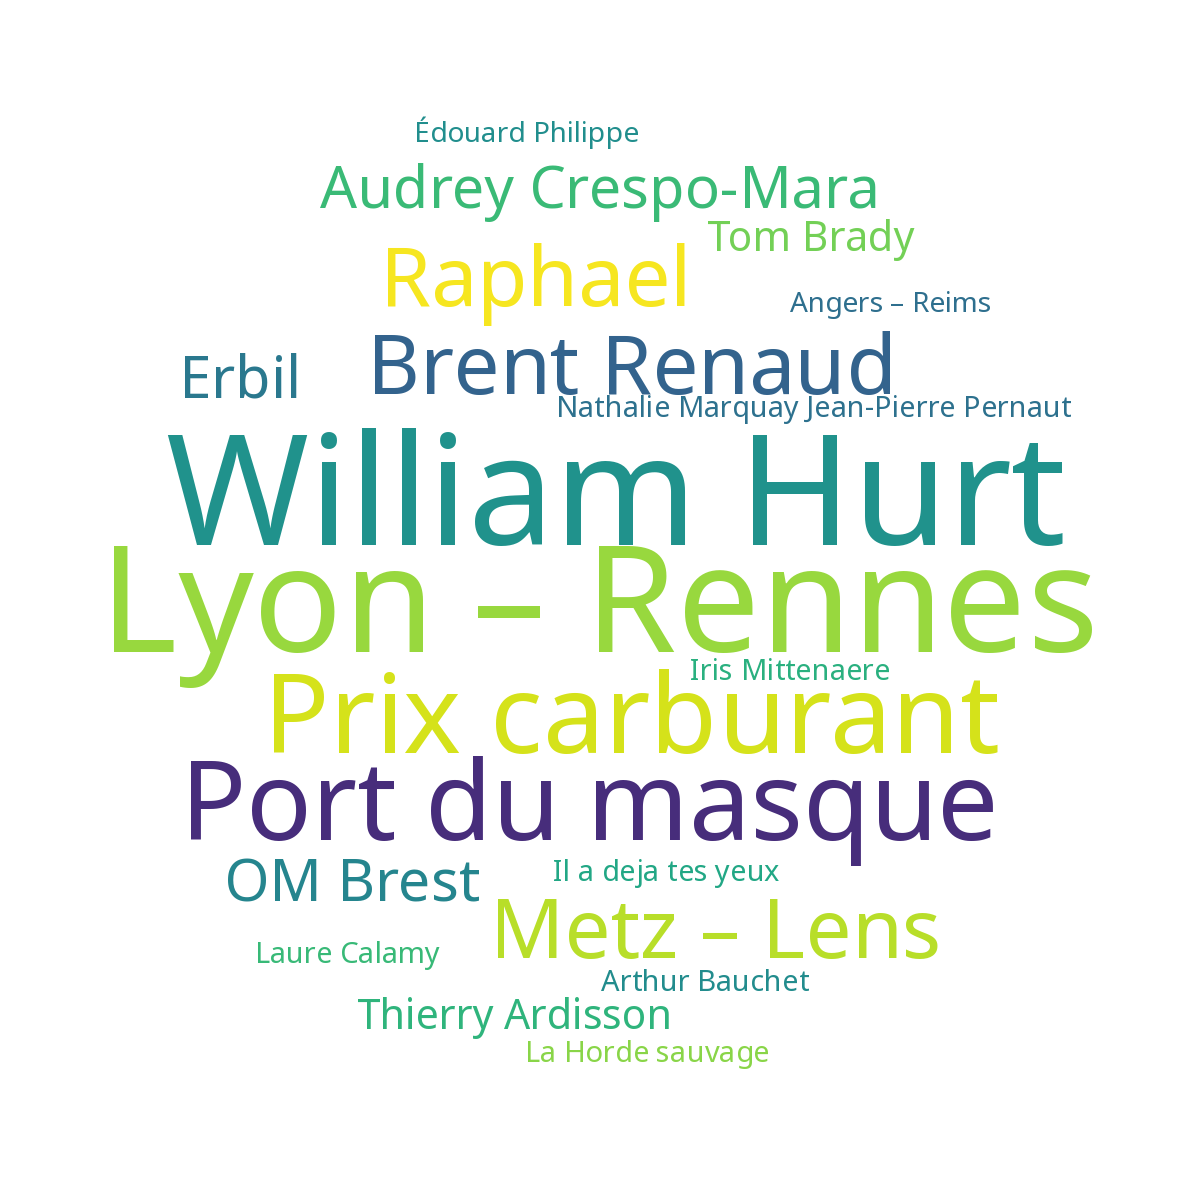 Édouard Philippe
Audrey Crespo-Mara
Tom Brady
Raphael
Angers – Reims
Brent Renaud
Erbil
Nathalie Marquay Jean-Pierre Pernaut
William Hurt
Lyon – Rennes
Iris Mittenaere
Prix carburant
Port du masque
OM Brest
Il a deja tes yeux
Metz – Lens
Laure Calamy
Arthur Bauchet
Thierry Ardisson
La Horde sauvage